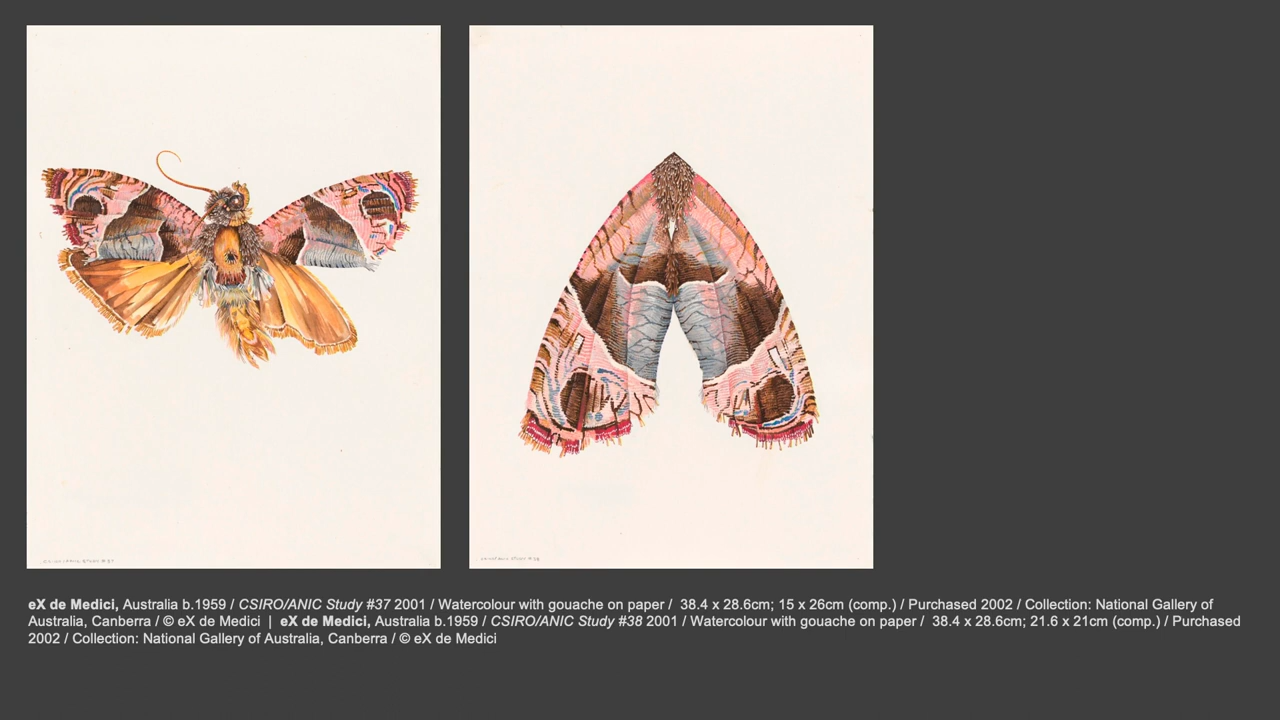 eX de Medici, Australia b.1959 / CSIRO/ANIC Study #37 2001 / Watercolour with gouache on paper /  38.4 x 28.6cm; 15 x 26cm (comp.) / Purchased 2002 / Collection: National Gallery of
Australia, Canberra / © eX de Medici  |  eX de Medici, Australia b.1959 / CSIRO/ANIC Study #38 2001 / Watercolour with gouache on paper /  38.4 x 28.6cm; 21.6 x 21cm (comp.) / Purchased
2002 / Collection: National Gallery of Australia, Canberra / © eX de Medici